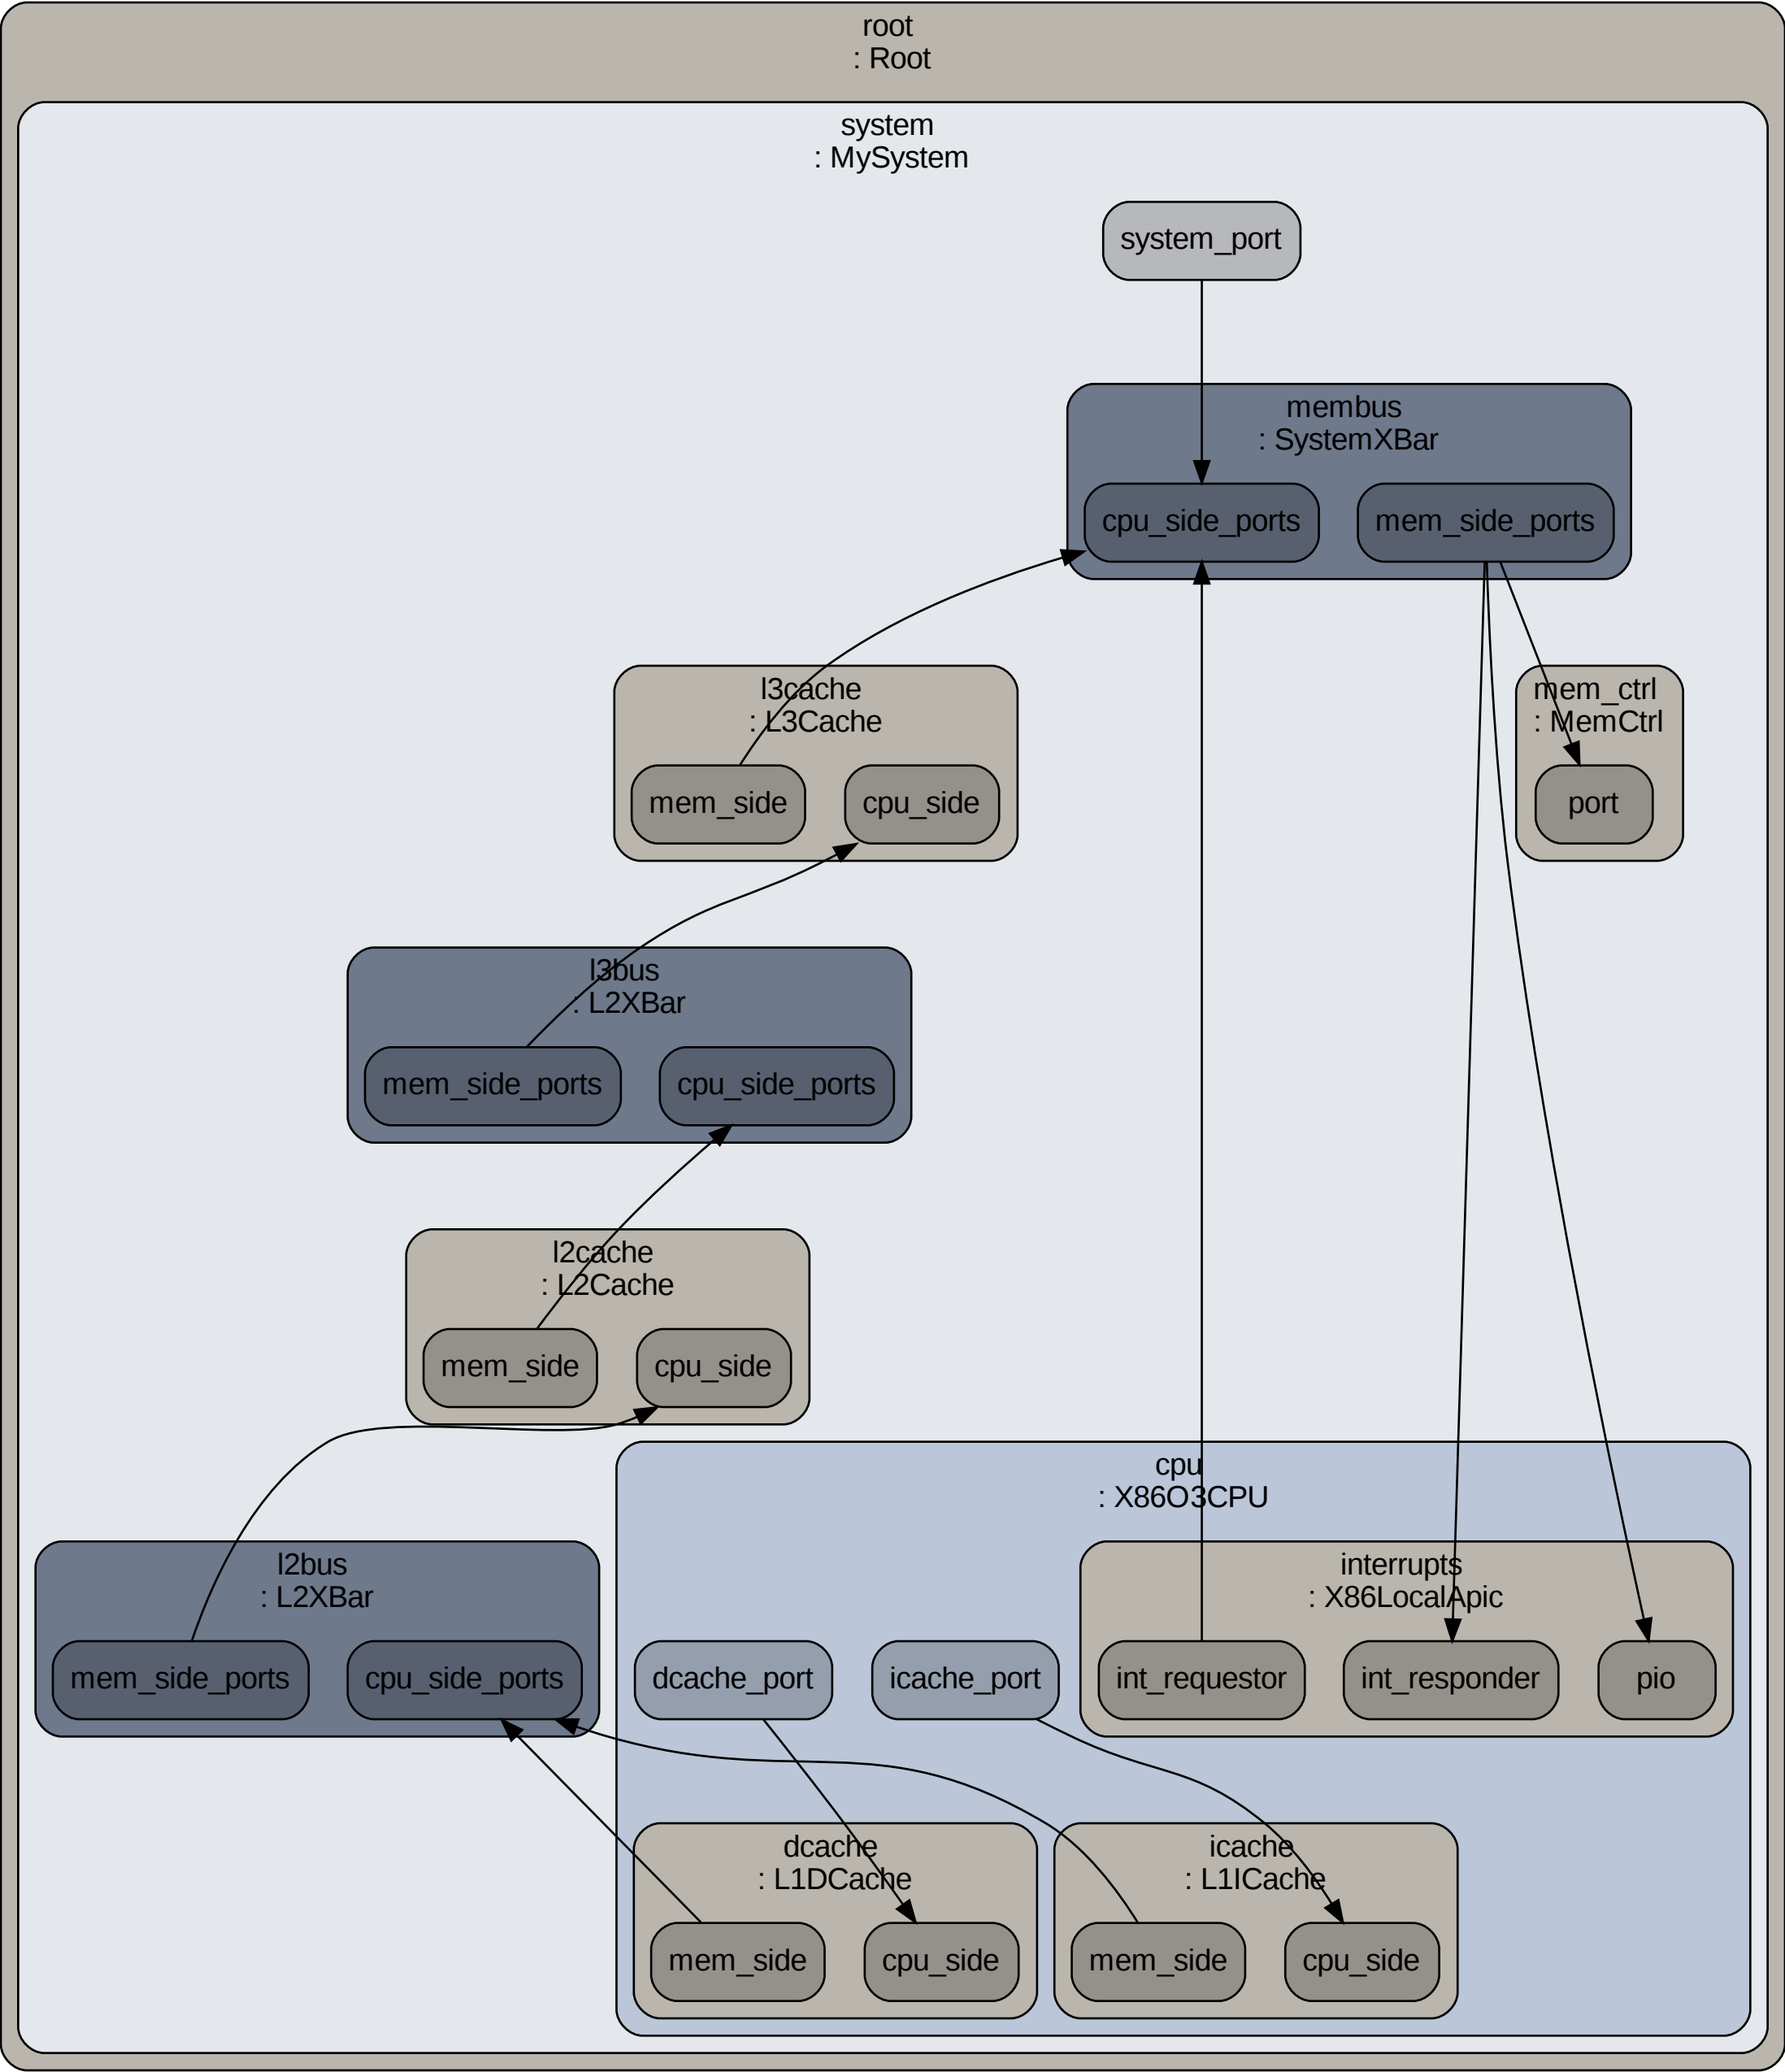 root
: Root
system
: MySystem
system_port
membus
: SystemXBar
cpu_side_ports
mem_side_ports
l3cache
: L3Cache
mem_side
cpu_side
mem_ctrl
: MemCtrl
port
l3bus
: L2XBar
mem_side_ports
cpu_side_ports
l2cache
: L2Cache
mem_side
cpu_side
cpu
: X86O3CPU
l2bus
: L2XBar
mem_side_ports
cpu_side_ports
interrupts
: X86LocalApic
dcache_port
icache_port
int_requestor
int_responder
pio
dcache
: L1DCache
mem_side
cpu_side
icache
: L1ICache
mem_side
cpu_side